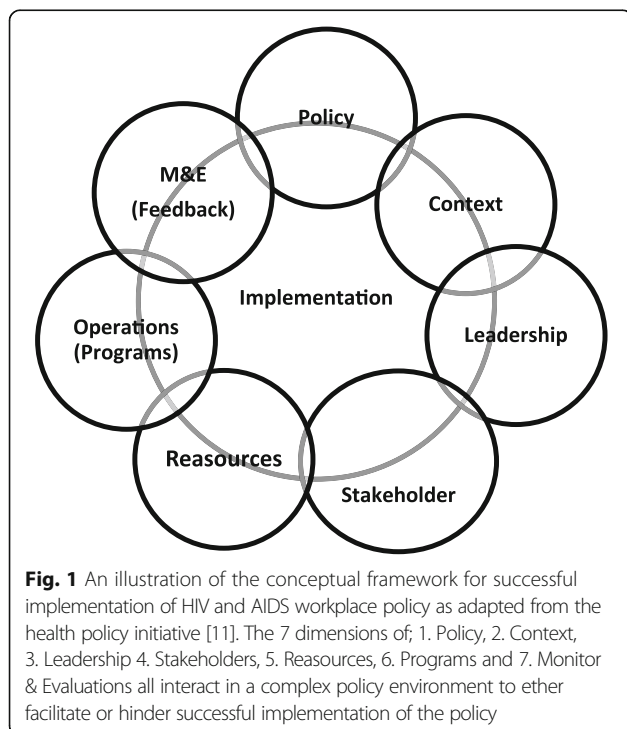 Policy
M&E
(Feedback)
Context
Implementation
Operations
(Programs)
Leadership
Reasources
Stakeholder
Fig. 1 An illustration of the conceptual framework for successful
implementation of HIV and AIDS workplace policy as adapted from the
health policy initiative [11]. The 7 dimensions of; 1. Policy, 2. Context,
3. Leadership 4. Stakeholders, 5. Reasources, 6. Programs and 7. Monitor
& Evaluations all interact in a complex policy environment to ether
facilitate or hinder successful implementation of the policy